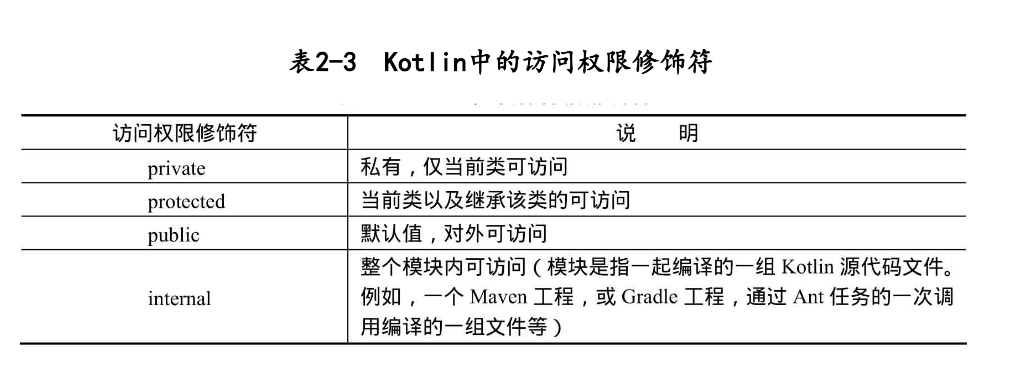 表2-3 Kotlin中的访问权限修饰符
访问权限修饰符 说 明
private 私有，仅当前类可访问
protected 当前类以及继承该类的可访问
public 默认值，对外可访问
整个模块内可访问（模块是指一起编译的一组 Kotlin 源代码文件。
internal 例如，一个 Maven 工程，或 Gradle 工程，通过 Ant 任务的一次调
用编译的一组文件等）